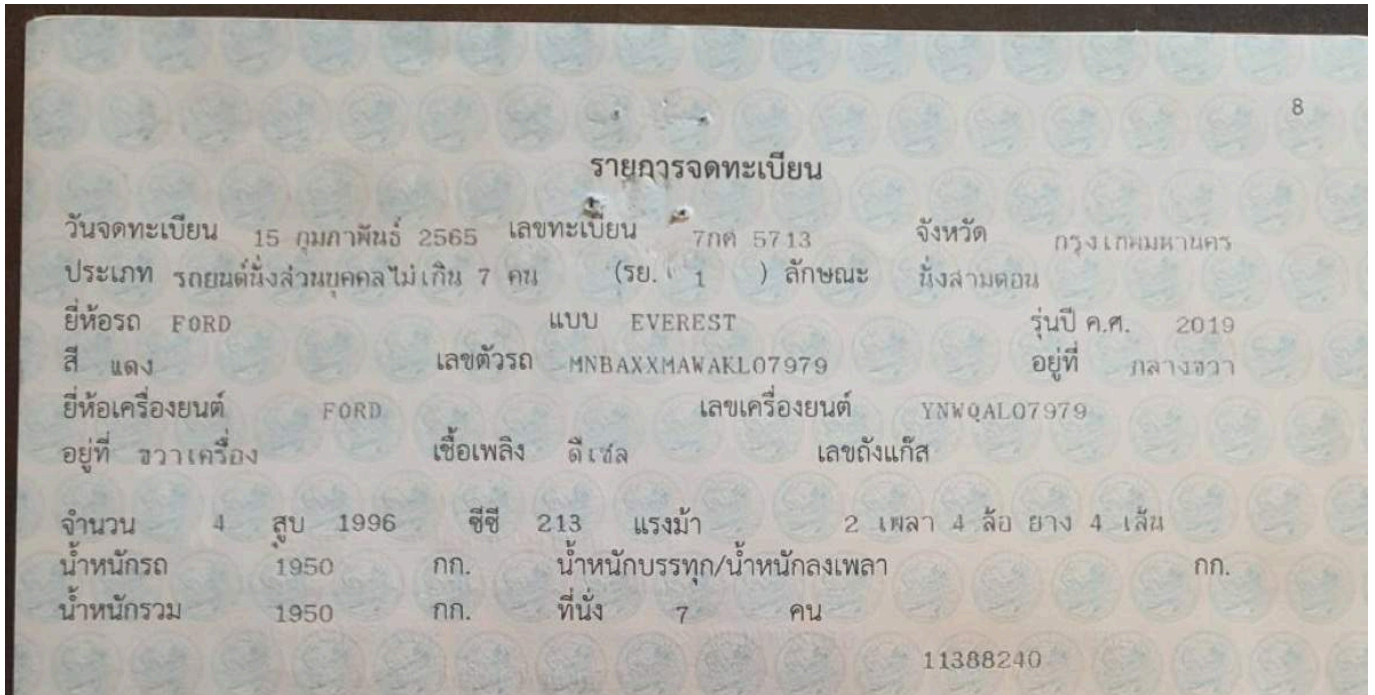 8
รายการจดทะเบียน
วันจดทะเบียน 15 กุมภาพันธ์ 2565 เลขทะเบียน 7กต 5713 จังหวัด กรุงเทพมหานคร
ประเภท รถยนต์นั่งส่วนบุคคลไม่เกิน 7 คน (รย. 1 ) ลักษณะ นั่งสามตอน
ยี่ห้อรถ FORD แบบ EVEREST รุ่นปี ค.ศ. 2019
สี แดง เลขตัวรถ MNBAXXMAWAKL07979 อยู่ที่ กลางขวา
ยี่ห้อเครื่องยนต์ FORD เลขเครื่องยนต์ YNWQAL07979
อยู่ที่ ขวาเครื่อง เชื้อเพลิง ดีเซล เลขถังแก๊ส
จำนวน 4 สูบ 1996 ซีซี 213 แรงม้า 2 เพลา 4 ล้อ ยาง 4 เส้น
น้ำหนักรถ 1950 กก. น้ำหนักบรรทุก/น้ำหนักลงเพลา กก.
น้ำหนักรวม 1950 กก. ที่นั่ง 7 คน
11388240